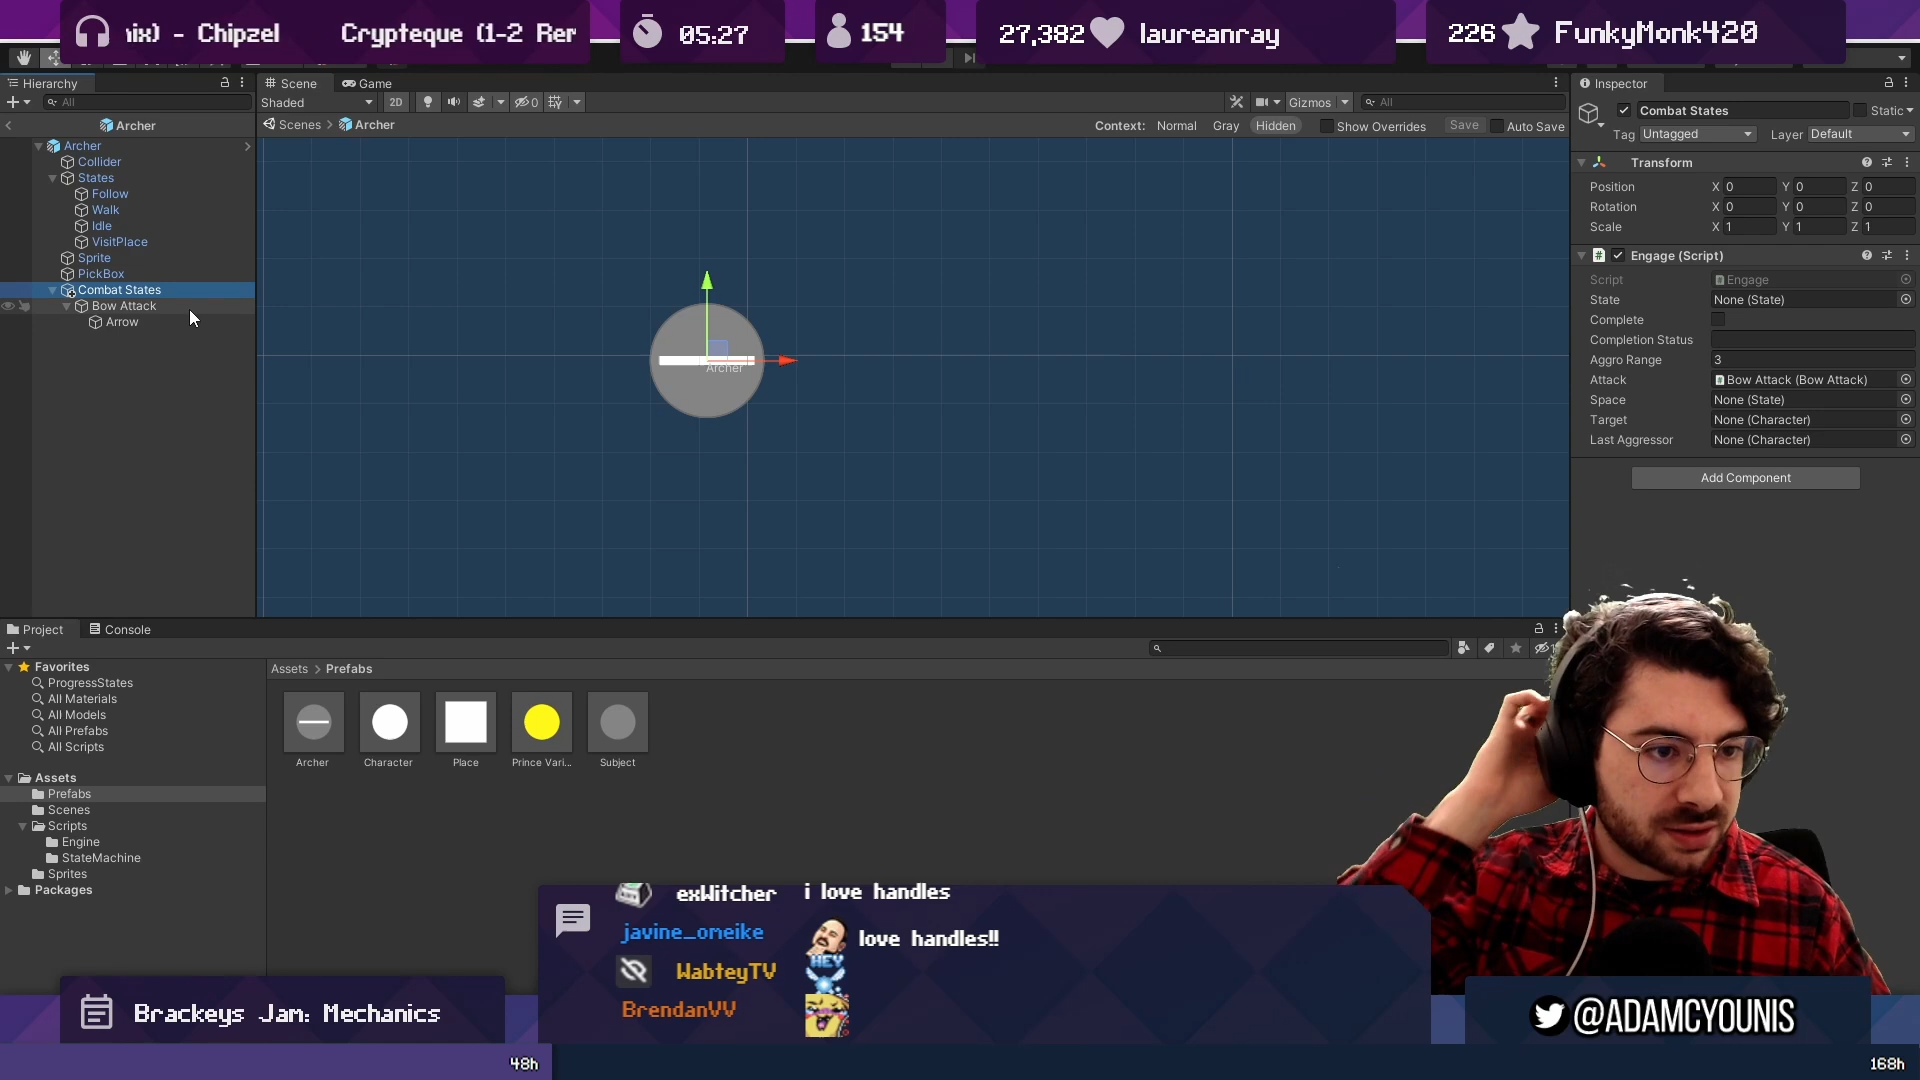 ix) - Chipzel Crypteque (1-2 Rer
05:27
154
27,382 laureanray
226 FunkyMonk420
Hierarchy
All
Archer
Archer
Collider
States
Follow
Walk
Idle
VisitPlace
Sprite
PickBox
Combat States
Bow Attack
Arrow
Scene Game
Shaded 2D 0 Gizmos All
Scenes > Archer Context: Normal Gray Hidden Show Overrides Save Auto Save
Archer
Inspector
Combat States Static
Tag Untagged Layer Default
Transform
Position X 0 Y 0 Z 0
Rotation X 0 Y 0 Z 0
Scale X 1 Y 1 Z 1
Engage (Script)
Script Engage
State None (State)
Complete
Completion Status
Aggro Range 3
Attack Bow Attack (Bow Attack)
Space None (State)
Target None (Character)
Last Aggressor None (Character)
Add Component
Project Console
Favorites
ProgressStates
All Materials
All Models
All Prefabs
All Scripts
Assets
Prefabs
Scenes
Scripts
Engine
StateMachine
Sprites
Packages
Assets > Prefabs
Archer Character Place Prince Vari... Subject
exWitcher i love handles
javine_omeike love handles!!
WabteyTV HEY
BrendanVV
Brackeys Jam: Mechanics
@ADAMCYOUNIS
48h
168h